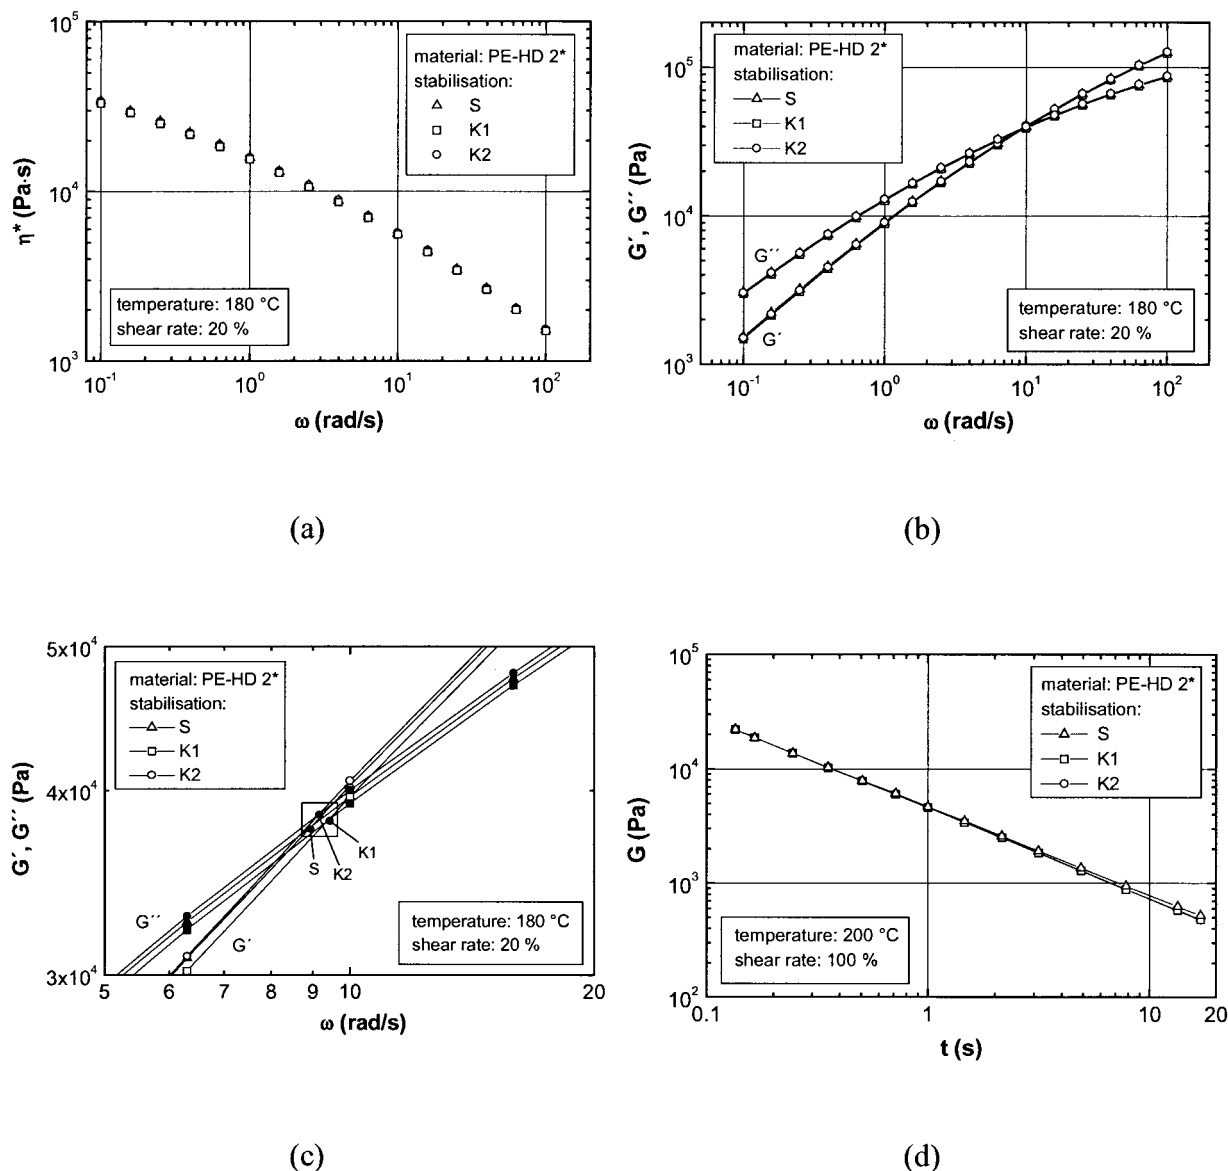 10^5
10^4
10^3
η* (Pa·s)
material: PE-HD 2*
stabilisation:
S
K1
K2
temperature: 180 °C
shear rate: 20 %
10^-1 10^0 10^1 10^2
ω (rad/s)
(a)
10^5
10^4
10^3
G´, G´´ (Pa)
material: PE-HD 2*
stabilisation:
S
K1
K2
G´´
G´
temperature: 180 °C
shear rate: 20 %
10^-1 10^0 10^1 10^2
ω (rad/s)
(b)
5x10^4
4x10^4
3x10^4
G´, G´´ (Pa)
material: PE-HD 2*
stabilisation:
S
K1
K2
K1
S K2
G´´
G´
temperature: 180 °C
shear rate: 20 %
5 6 7 8 9 10 20
ω (rad/s)
(c)
10^5
10^4
10^3
10^2
G (Pa)
material: PE-HD 2*
stabilisation:
S
K1
K2
temperature: 200 °C
shear rate: 100 %
0.1 1 10 20
t (s)
(d)